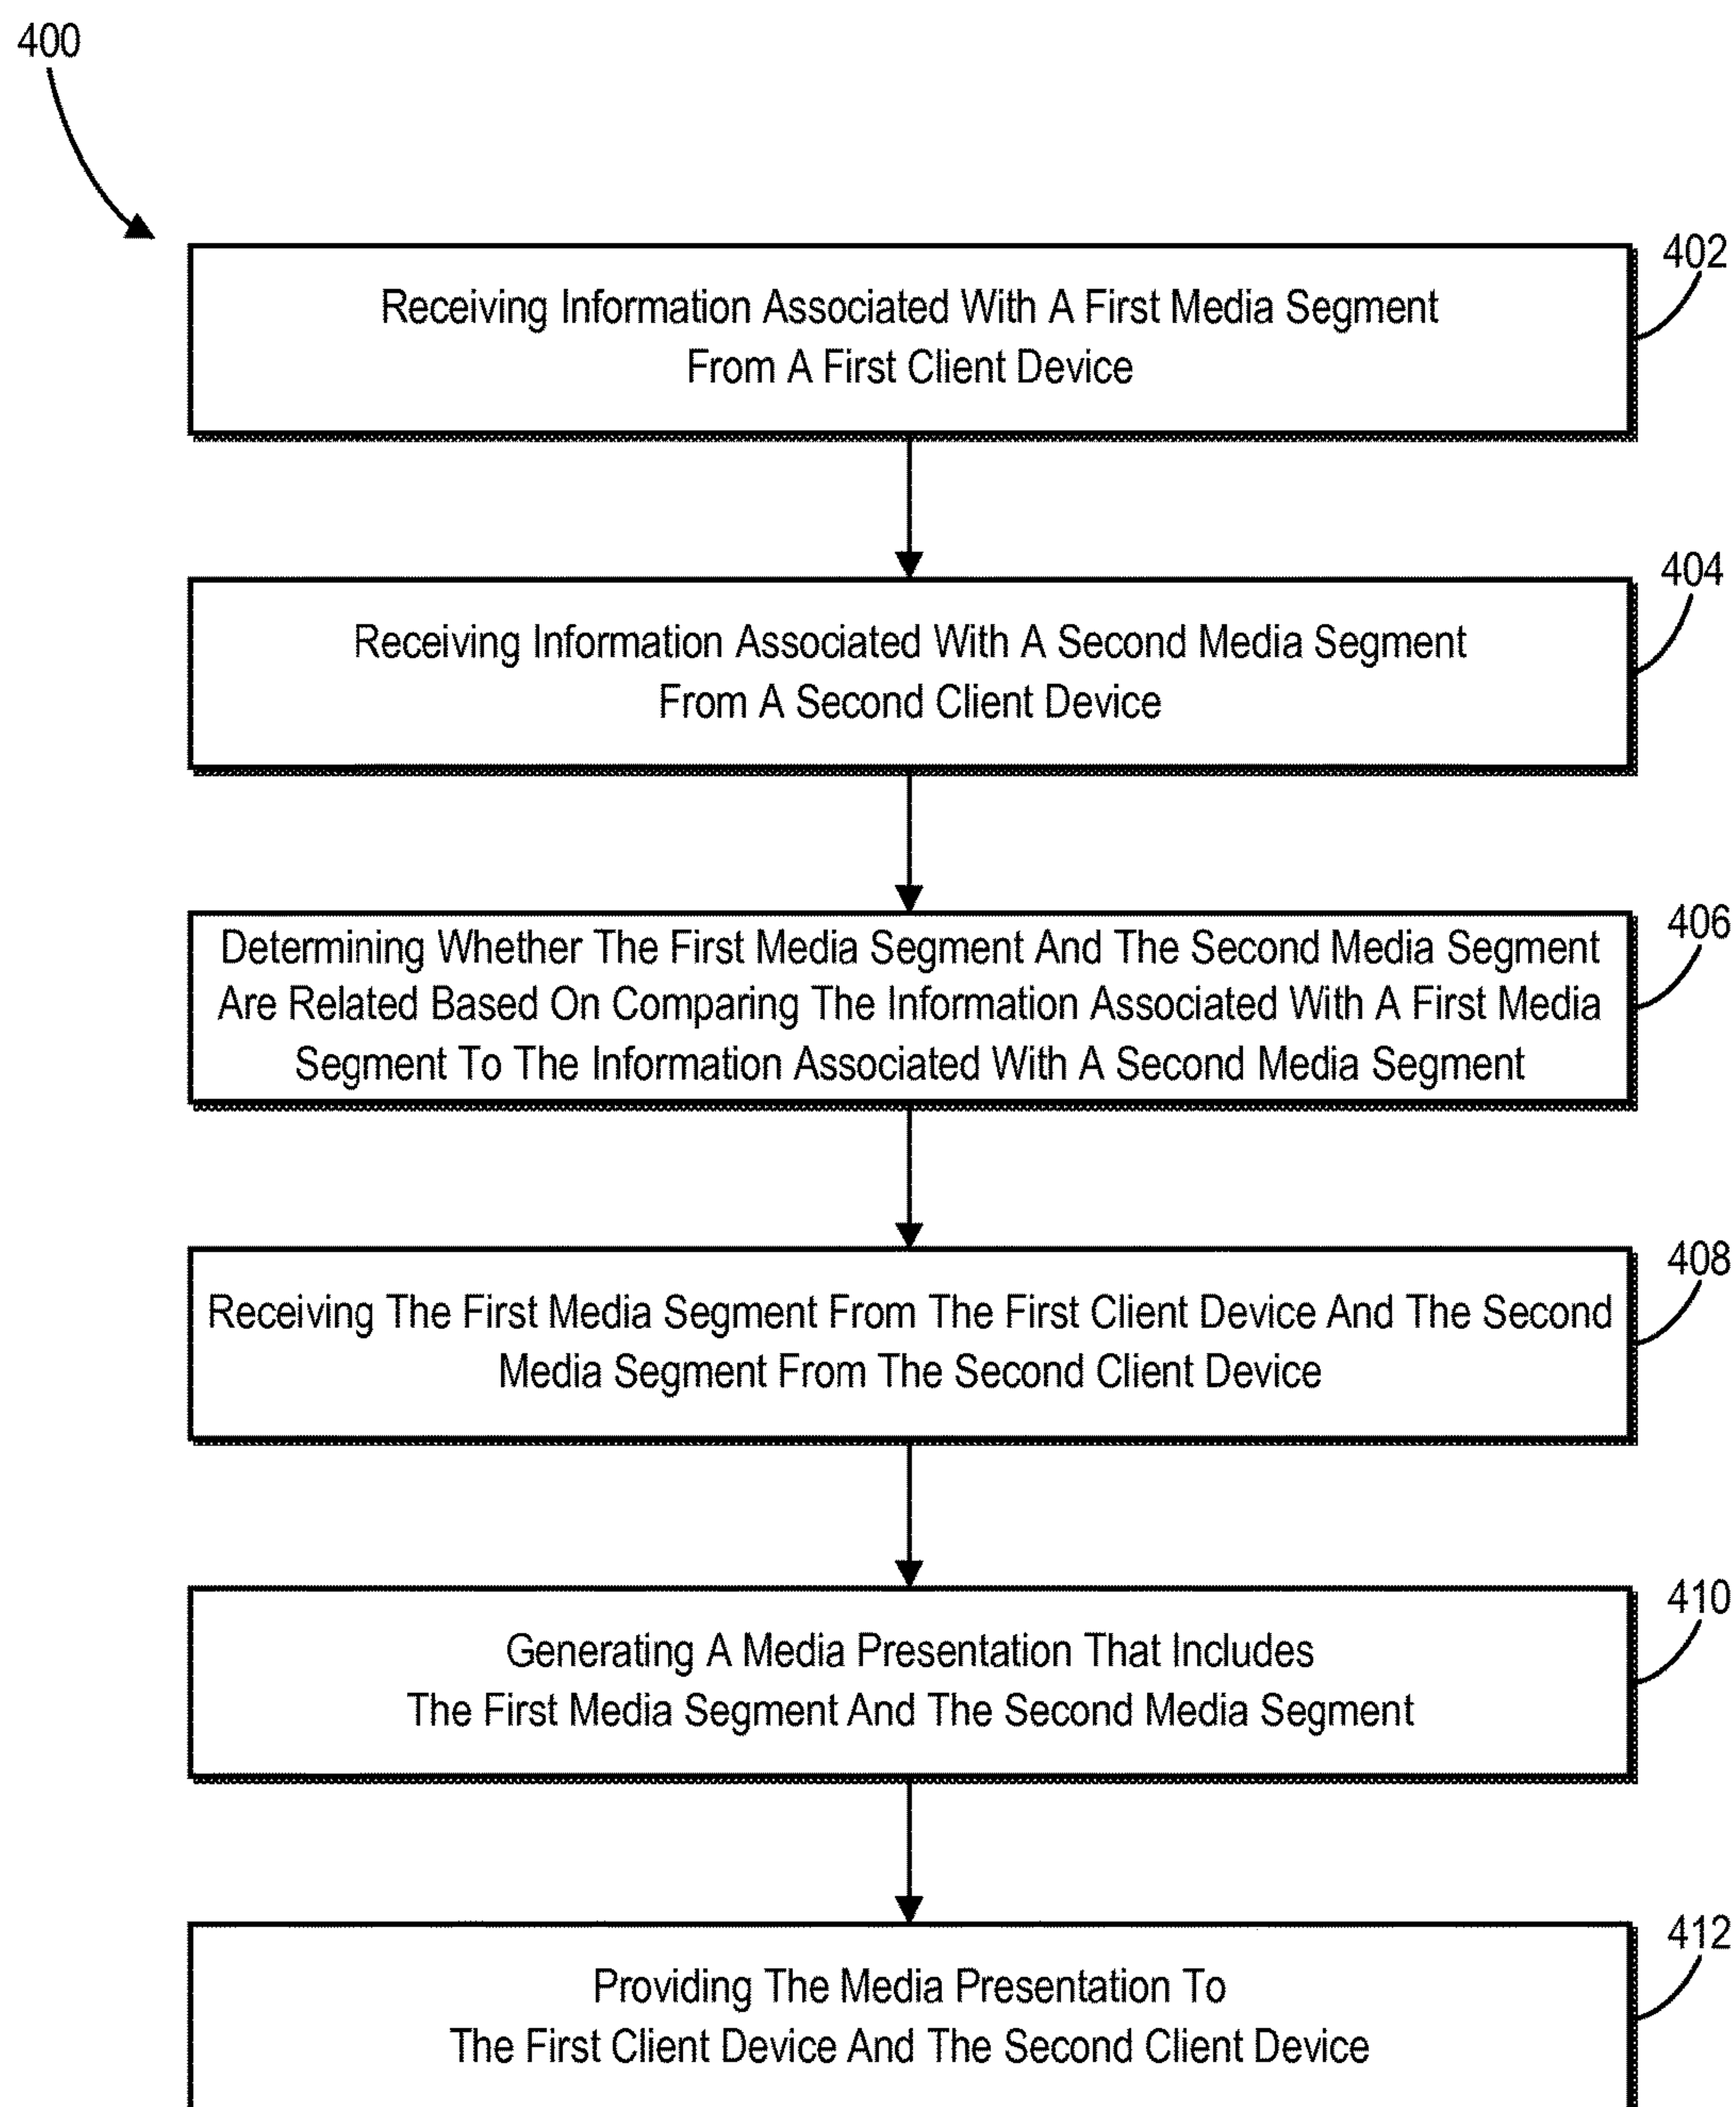 400
402
Receiving Information Associated With A First Media Segment
From A First Client Device
404
Receiving Information Associated With A Second Media Segment
From A Second Client Device
406
Determining Whether The First Media Segment And The Second Media Segment
Are Related Based On Comparing The Information Associated With A First Media
Segment To The Information Associated With A Second Media Segment
408
Receiving The First Media Segment From The First Client Device And The Second
Media Segment From The Second Client Device
410
Generating A Media Presentation That Includes
The First Media Segment And The Second Media Segment
412
Providing The Media Presentation To
The First Client Device And The Second Client Device